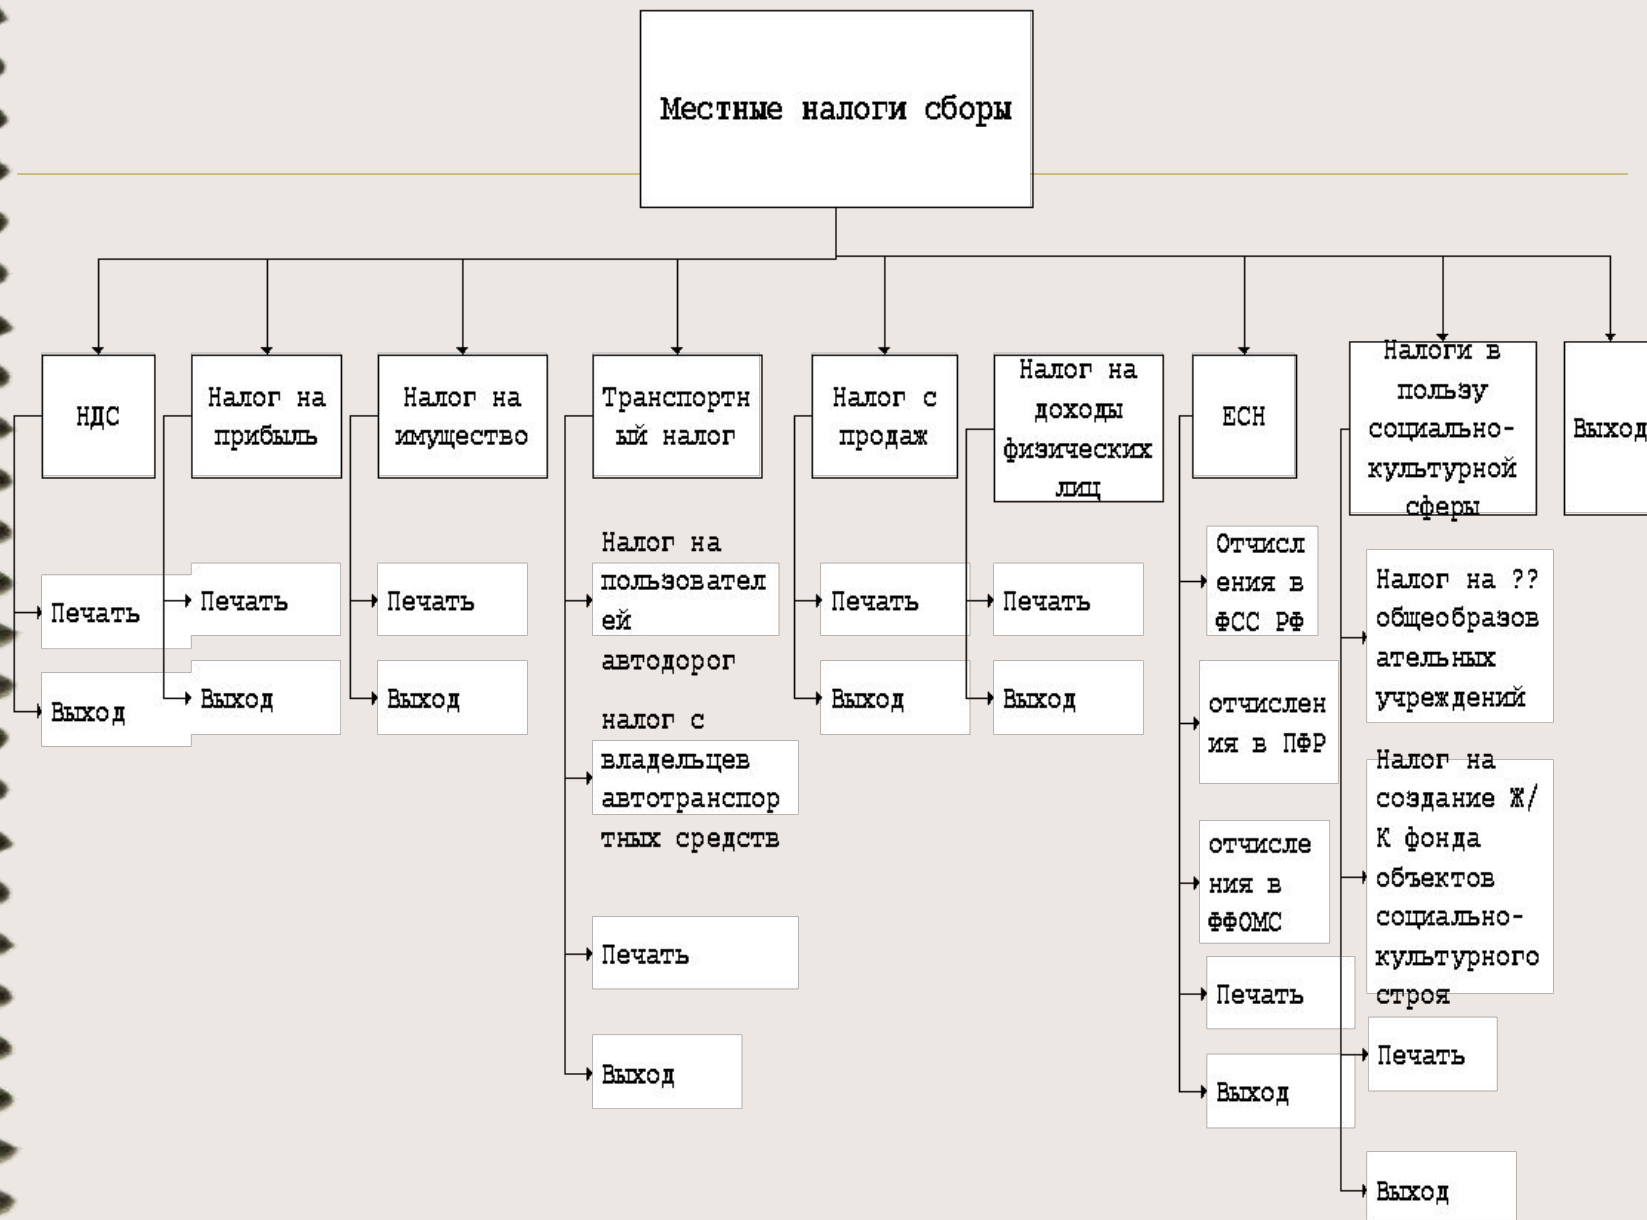 Местные налоги сборы
НДС
Налог на
прибыль
Налог на
имущество
Транспортн
ый налог
Налог с
продаж
Налог на
доходы
физических
лиц
ЕСН
Налоги в
пользу
социально-
культурной
сферы
Выход
Печать
Выход
Печать
Выход
Печать
Выход
Налог на
пользовател
ей
автодорог
налог с
владельцев
автотранспор
тных средств
Печать
Выход
Печать
Выход
Печать
Выход
Отчисл
ения в
ФСС РФ
отчислен
ия в ПФР
отчисле
ния в
ФФОМС
Печать
Выход
Налог на ??
общеобразов
ательных
учреждений
Налог на
создание Ж/
К фонда
объектов
социально-
культурного
строя
Печать
Выход